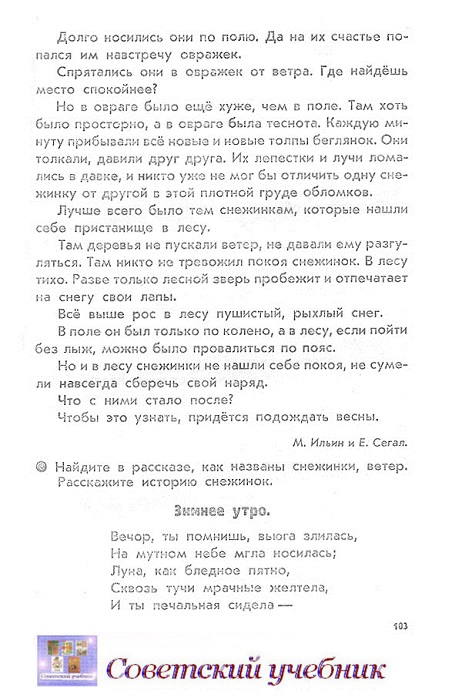 Долго носились они по полю. Да на их счастье по-
пался им навстречу овражек.
Спрятались они в овражек от ветра. Где найдёшь
место спокойнее?
Но в овраге было ещё хуже, чем в поле. Там хоть
было просторно, а в овраге была теснота. Каждую ми-
нуту прибывали всё новые и новые толпы беглянок. Они
толкали, давили друг друга. Их лепестки и лучи лома-
лись в давке, и никто уже не мог бы отличить одну сне-
жинку от другой в этой плотной груде обломков.
Лучше всего было тем снежинкам, которые нашли
себе пристанище в лесу.
Там деревья не пускали ветер, не давали ему разгу-
ляться. Там никто не тревожил покоя снежинок. В лесу
тихо. Разве только лесной зверь пробежит и отпечатает
на снегу свои лапы.
Всё выше рос в лесу пушистый, рыхлый снег.
В поле он был только по колено, а в лесу, если пойти
без лыж, можно было провалиться по пояс.
Но и в лесу снежинки не нашли себе покоя, не суме-
ли навсегда сберечь свой наряд.
Что с ними стало после?
Чтобы это узнать, придётся подождать весны.
М. Ильин и Е. Сегал.
Найдите в рассказе, как названы снежинки, ветер.
Расскажите историю снежинок.
Зимнее утро.
Вечор, ты помнишь, вьюга злилась,
На мутном небе мгла носилась;
Луна, как бледное пятно,
Сквозь тучи мрачные желтела,
И ты печальная сидела —
103
Советский учебник
Советский учебник